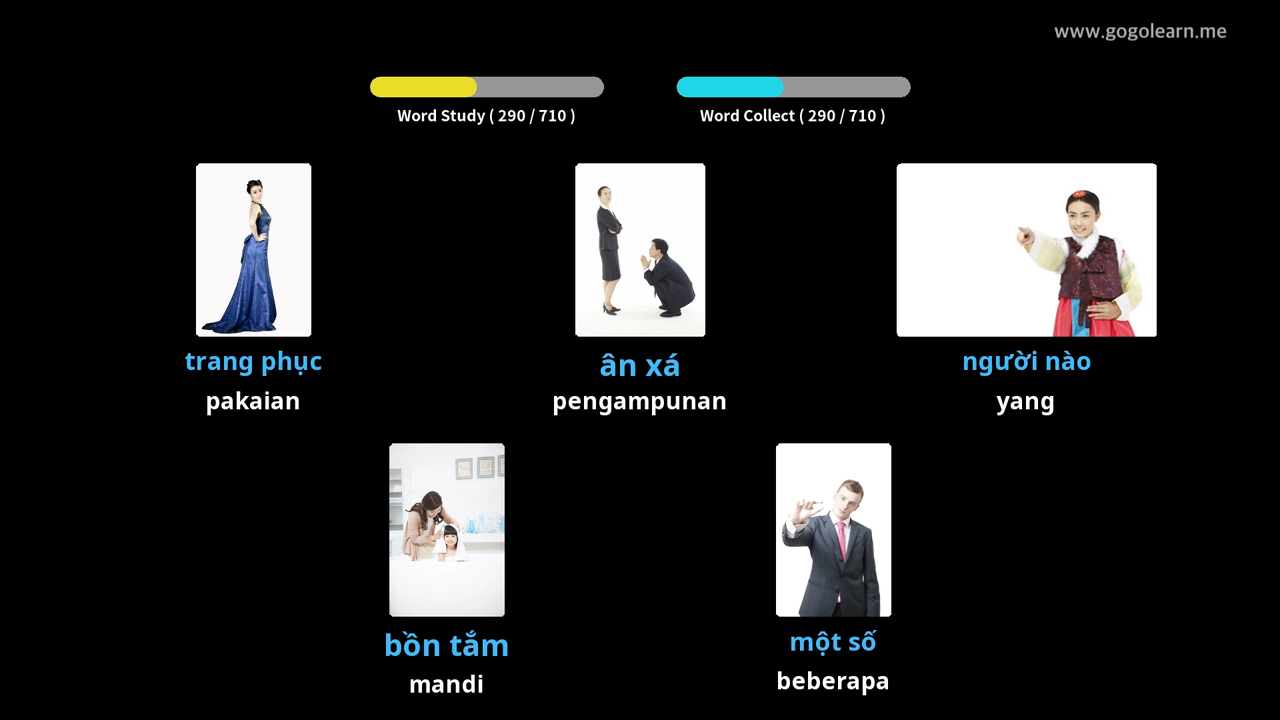 www.gogolearn.me
Word Study ( 290 / 710 )
Word Collect ( 290 / 710 )
trang phục
pakaian
ân xá
pengampunan
người nào
yang
bồn tắm
mandi
một số
beberapa